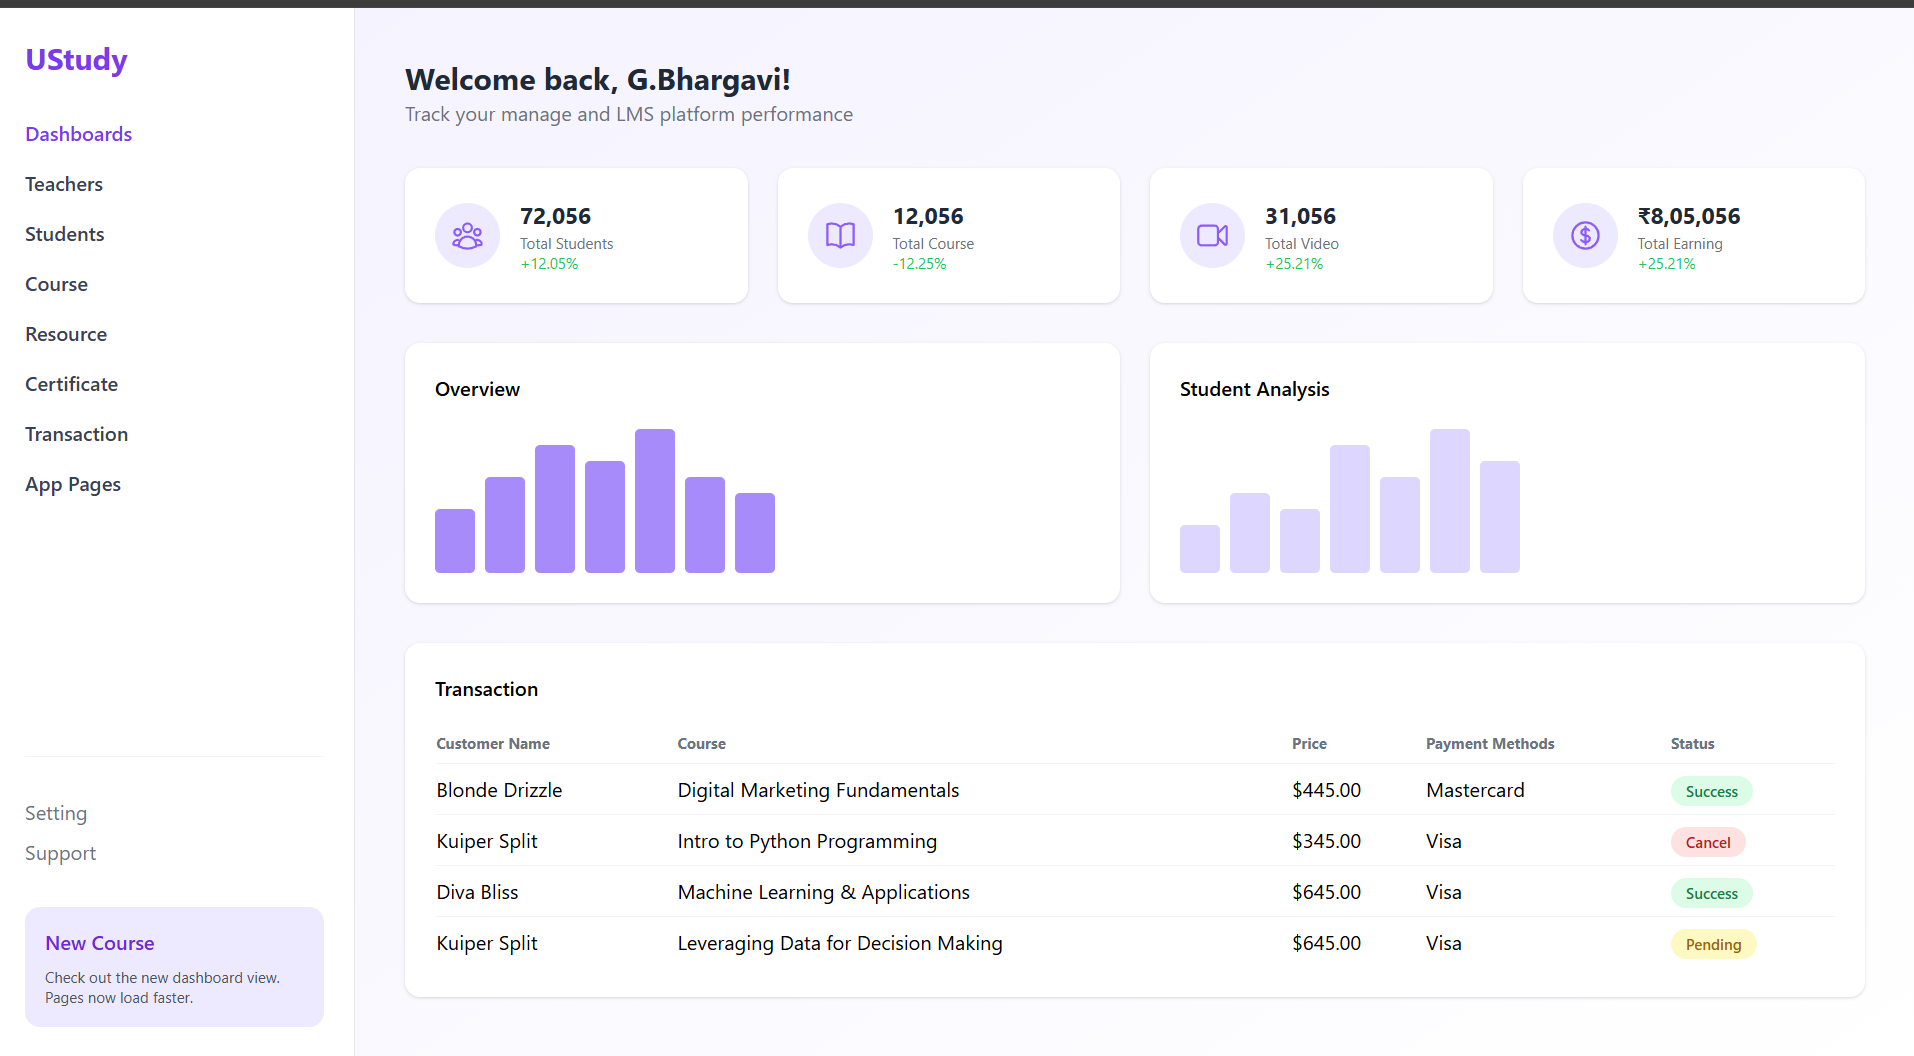 UStudy
Dashboards
Teachers
Students
Course
Resource
Certificate
Transaction
App Pages
Setting
Support
New Course
Check out the new dashboard view.
Pages now load faster.
Welcome back, G.Bhargavi!
Track your manage and LMS platform performance
72,056
Total Students
+12.05%
12,056
Total Course
-12.25%
31,056
Total Video
+25.21%
₹8,05,056
Total Earning
+25.21%
Overview
Student Analysis
Transaction
Customer Name Course Price Payment Methods Status
Blonde Drizzle Digital Marketing Fundamentals $445.00 Mastercard Success
Kuiper Split Intro to Python Programming $345.00 Visa Cancel
Diva Bliss Machine Learning & Applications $645.00 Visa Success
Kuiper Split Leveraging Data for Decision Making $645.00 Visa Pending